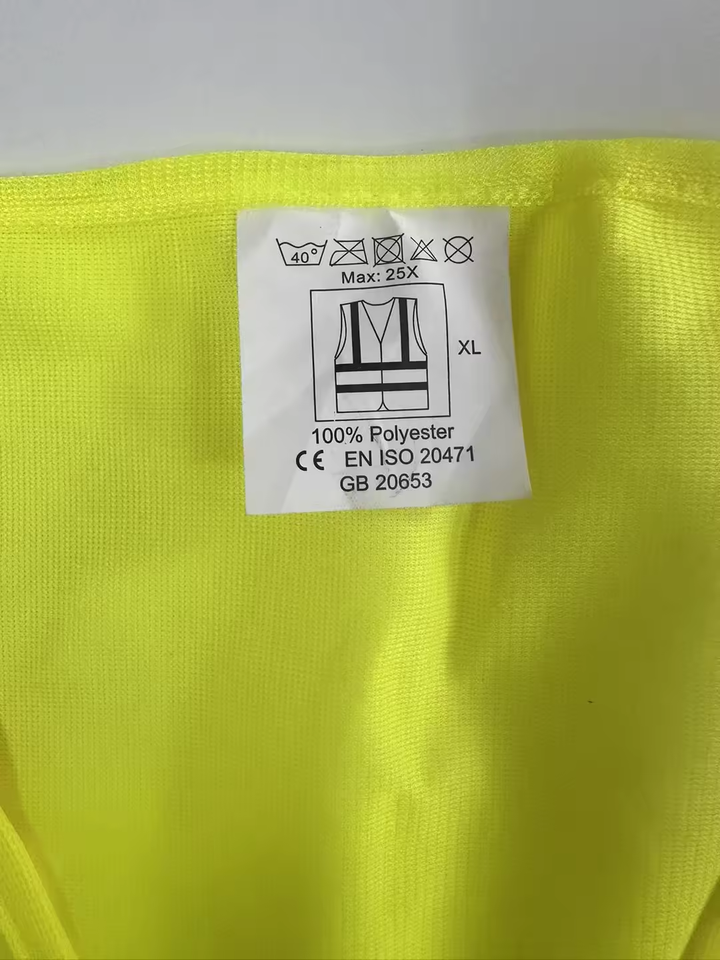 40°
Max: 25X
XL
100% Polyester
CE EN ISO 20471
GB 20653